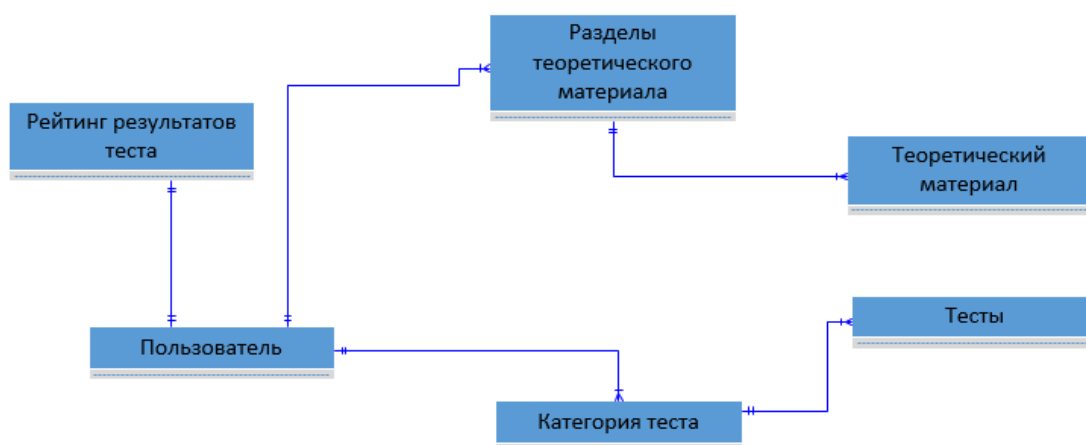 Разделы
теоретического
материала
Рейтинг результатов
теста
Теоретический
материал
Тесты
Пользователь
Категория теста